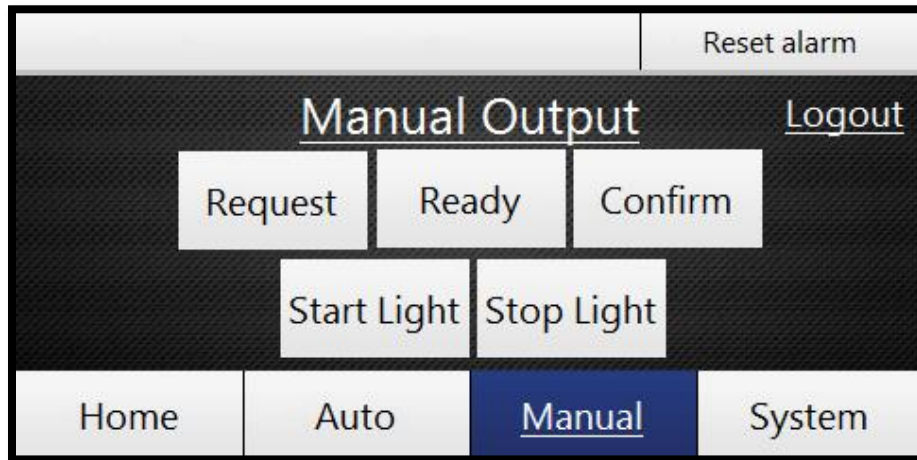 Reset alarm
Manual Output
Logout
Request
Ready
Confirm
Start Light
Stop Light
Home
Auto
Manual
System